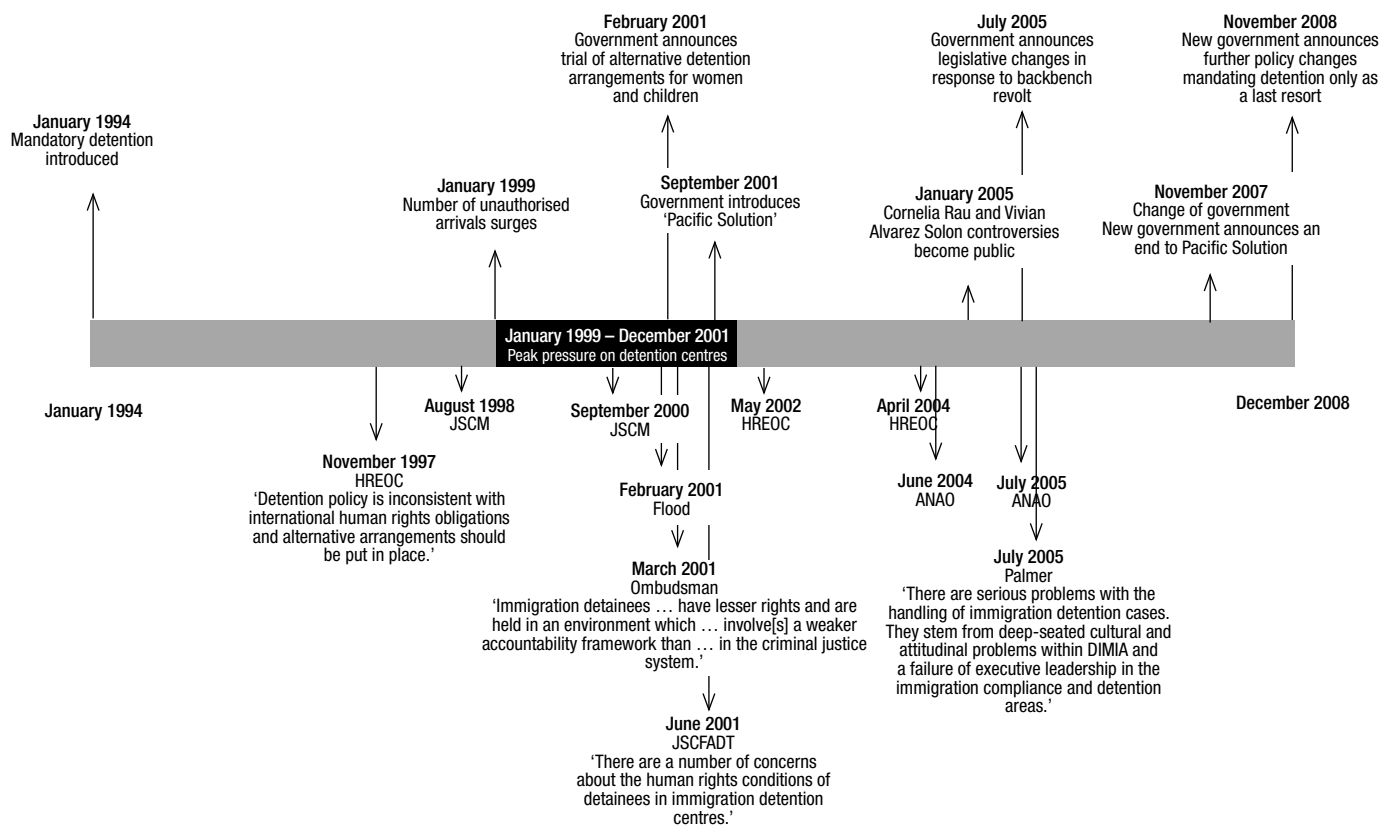 February 2001
Government announces
trial of alternative detention
arrangements for women
and children
July 2005
Government announces
legislative changes in
response to backbench
revolt
November 2008
New government announces
further policy changes
mandating detention only as
a last resort
January 1994
Mandatory detention
introduced
January 1999
Number of unauthorised
arrivals surges
September 2001
Government introduces
‘Pacific Solution’
January 2005
Cornelia Rau and Vivian
Alvarez Solon controversies
become public
November 2007
Change of government
New government announces an
end to Pacific Solution
January 1999 – December 2001
Peak pressure on detention centres
January 1994
August 1998
JSCM
September 2000
JSCM
May 2002
HREOC
April 2004
HREOC
December 2008
November 1997
HREOC
‘Detention policy is inconsistent with
international human rights obligations
and alternative arrangements should
be put in place.’
February 2001
Flood
June 2004
ANAO
July 2005
ANAO
March 2001
Ombudsman
‘Immigration detainees … have lesser rights and are
held in an environment which … involve[s] a weaker
accountability framework than … in the criminal justice
system.’
July 2005
Palmer
‘There are serious problems with the
handling of immigration detention cases.
They stem from deep-seated cultural and
attitudinal problems within DIMIA and
a failure of executive leadership in the
immigration compliance and detention
areas.’
June 2001
JSCFADT
‘There are a number of concerns
about the human rights conditions of
detainees in immigration detention
centres.’